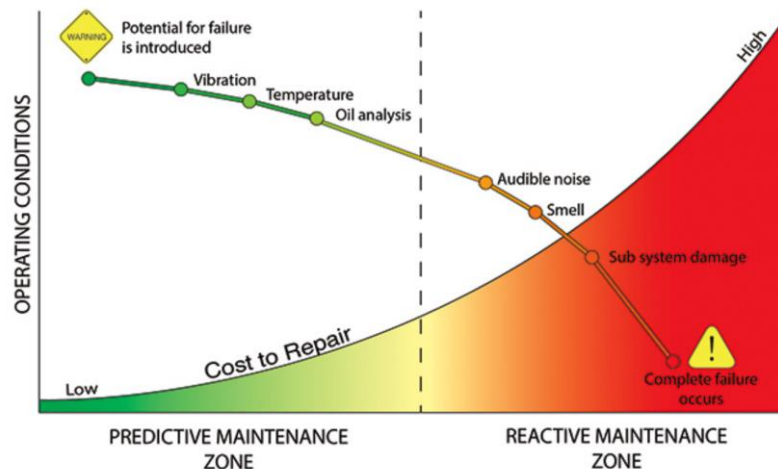 WARNING
Potential for failure
is introduced
Vibration
Temperature
Oil analysis
Audible noise
Smell
Sub system damage
Complete failure
occurs
!
High
Cost to Repair
Low
OPERATING CONDITIONS
PREDICTIVE MAINTENANCE
ZONE
REACTIVE MAINTENANCE
ZONE